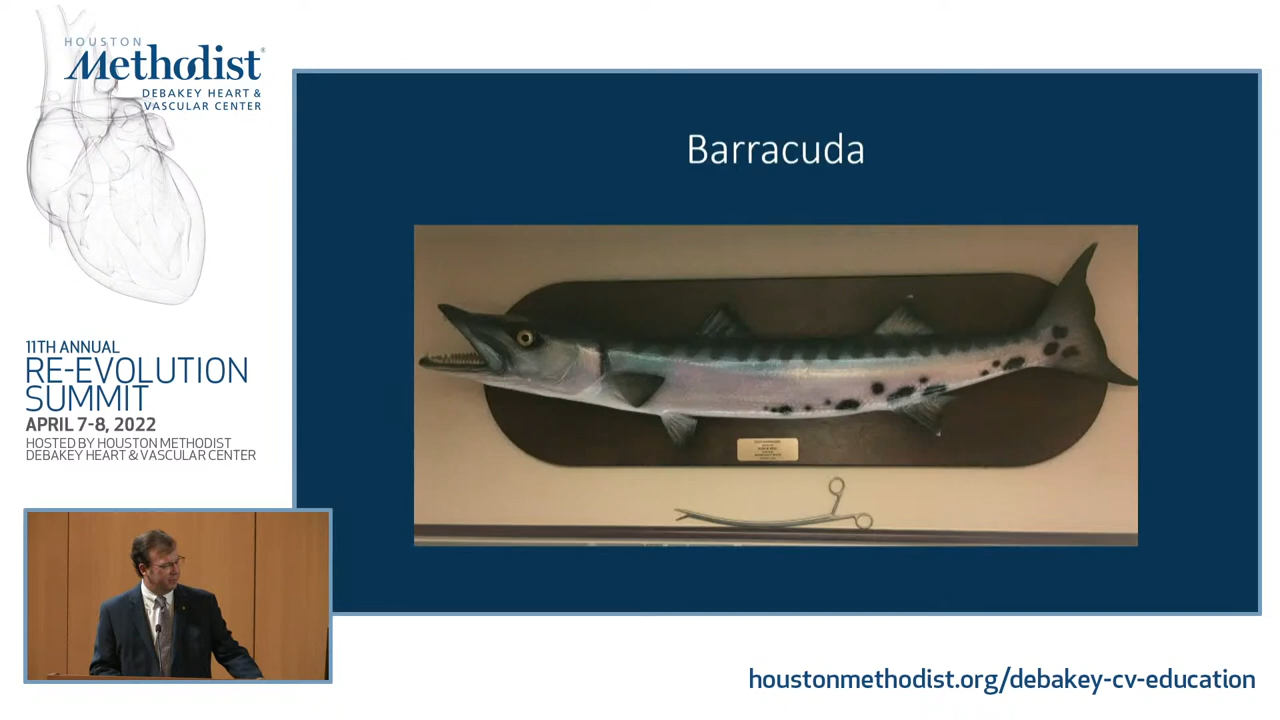 HOUSTON
Methodist®
DEBAKEY HEART &
VASCULAR CENTER
Barracuda
11TH ANNUAL
RE-EVOLUTION
SUMMIT
APRIL 7-8, 2022
HOSTED BY HOUSTON METHODIST
DEBAKEY HEART & VASCULAR CENTER
houstonmethodist.org/debakey-cv-education